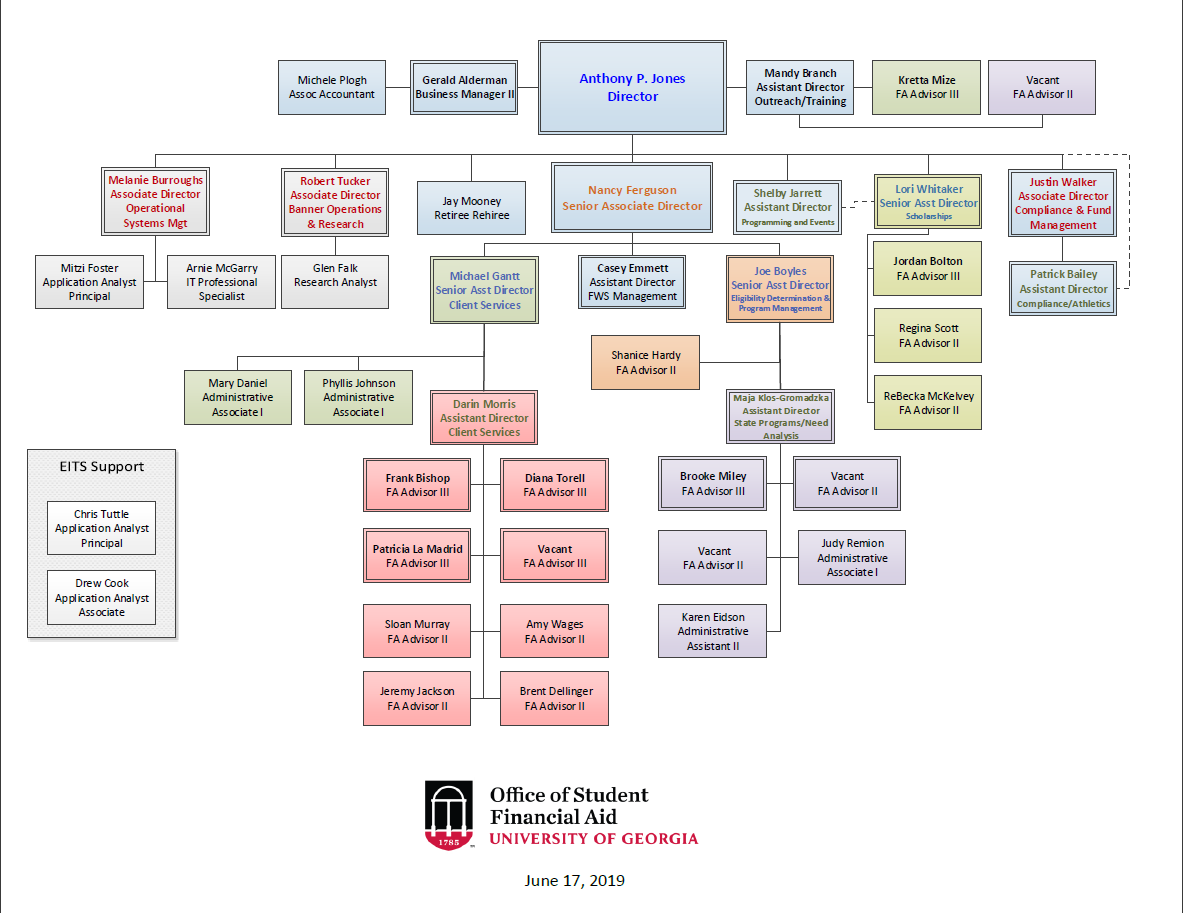 Michele Plogh
Assoc Accountant
Gerald Alderman
Business Manager II
Anthony P. Jones
Director
Mandy Branch
Assistant Director
Outreach/Training
Kretta Mize
FA Advisor III
Vacant
FA Advisor II
Melanie Burroughs
Associate Director
Operational
Systems Mgt
Robert Tucker
Associate Director
Banner Operations
& Research
Jay Mooney
Retiree Rehiree
Nancy Ferguson
Senior Associate Director
Shelby Jarrett
Assistant Director
Programming and Events
Lori Whitaker
Senior Asst Director
Scholarships
Justin Walker
Associate Director
Compliance & Fund
Management
Mitzi Foster
Application Analyst
Principal
Arnie McGarry
IT Professional
Specialist
Glen Falk
Research Analyst
Michael Gantt
Senior Asst Director
Client Services
Casey Emmett
Assistant Director
FWS Management
Joe Boyles
Senior Asst Director
Eligibility Determination &
Program Management
Jordan Bolton
FA Advisor III
Patrick Bailey
Assistant Director
Compliance/Athletics
Regina Scott
FA Advisor II
Shanice Hardy
FA Advisor II
Mary Daniel
Administrative
Associate I
Phyllis Johnson
Administrative
Associate I
ReBecka McKelvey
FA Advisor II
Darin Morris
Assistant Director
Client Services
Maja Klos-Gromadzka
Assistant Director
State Programs/Need
Analysis
EITS Support
Chris Tuttle
Application Analyst
Principal
Drew Cook
Application Analyst
Associate
Frank Bishop
FA Advisor III
Diana Torell
FA Advisor III
Patricia La Madrid
FA Advisor III
Vacant
FA Advisor III
Sloan Murray
FA Advisor II
Amy Wages
FA Advisor II
Jeremy Jackson
FA Advisor II
Brent Dellinger
FA Advisor II
Brooke Miley
FA Advisor III
Vacant
FA Advisor II
Vacant
FA Advisor II
Judy Remion
Administrative
Associate I
Karen Eidson
Administrative
Assistant II
1785
Office of Student
Financial Aid
UNIVERSITY OF GEORGIA
June 17, 2019